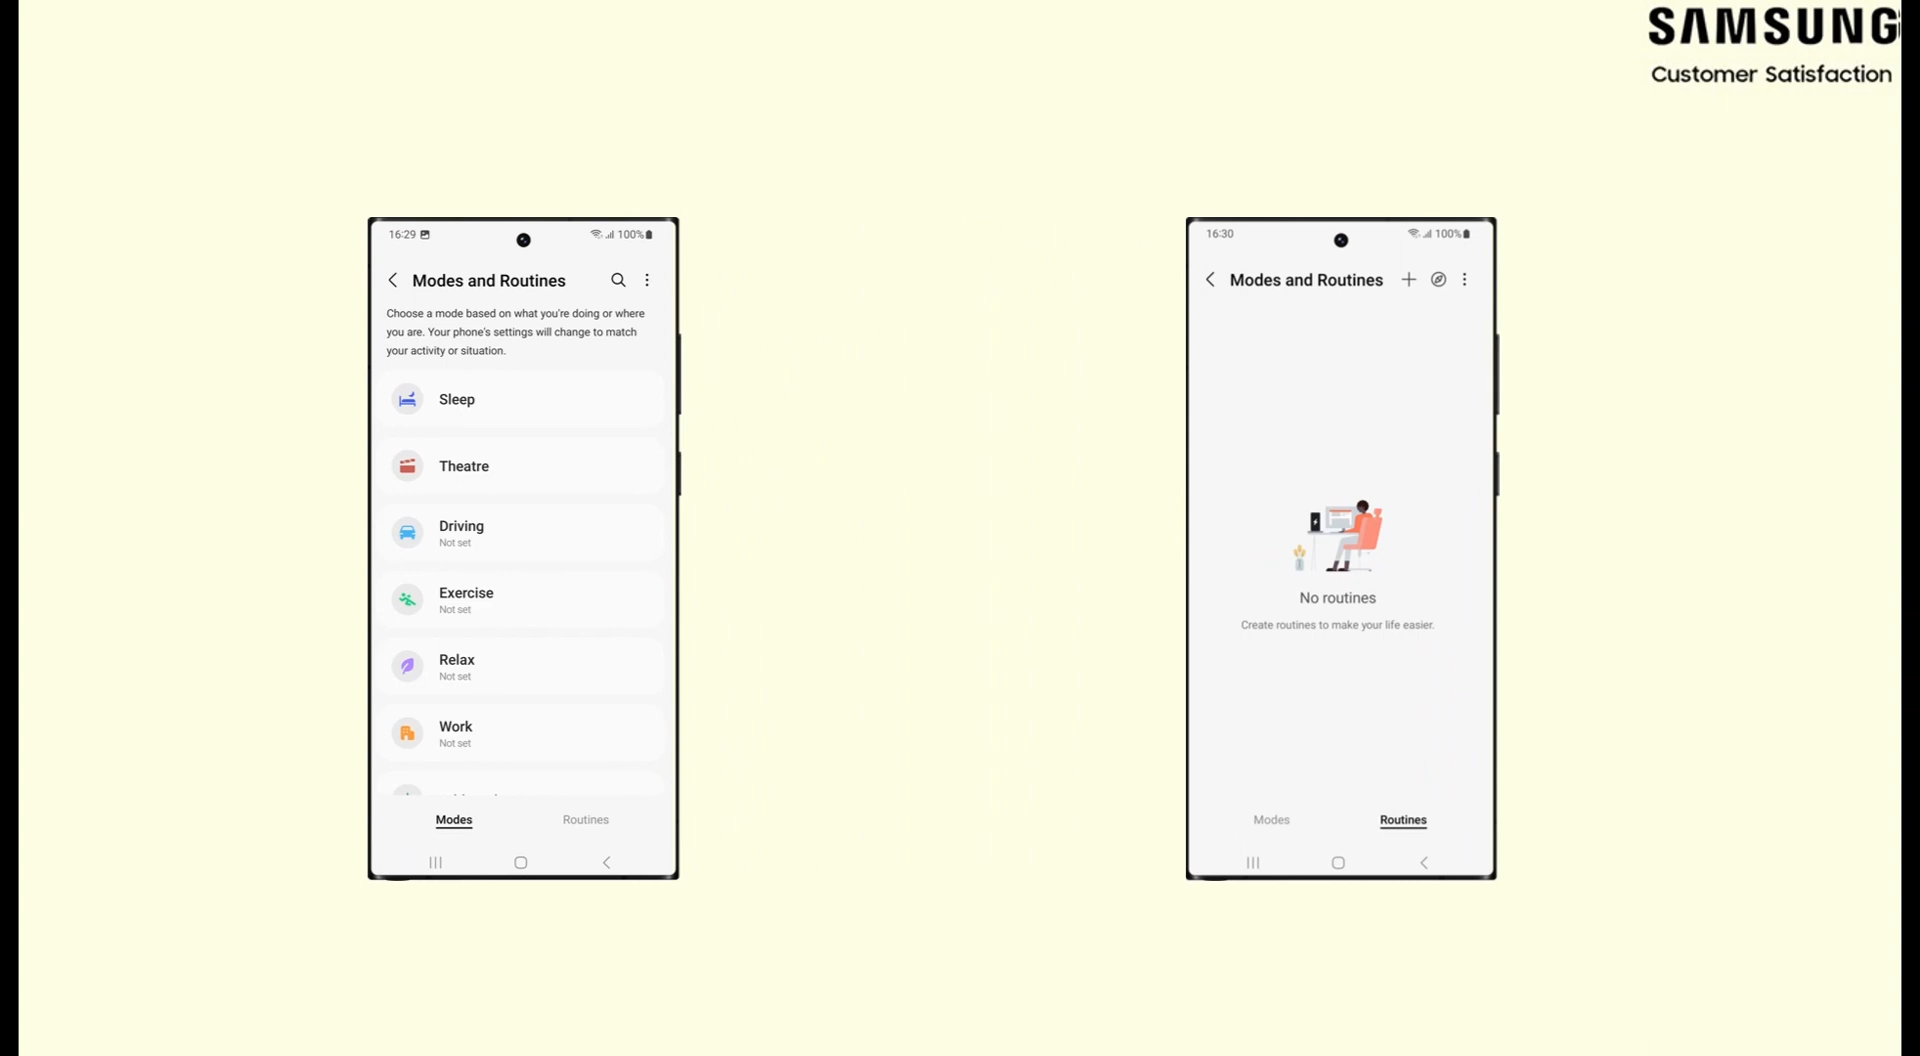 SAMSUNG
Customer Satisfaction
16:29
100%
Modes and Routines
Choose a mode based on what you're doing or where
you are. Your phone's settings will change to match
your activity or situation.
Sleep
Theatre
Driving
Not set
Exercise
Not set
Relax
Not set
Work
Not set
Modes
Routines
16:30
100%
Modes and Routines
No routines
Create routines to make your life easier.
Modes
Routines